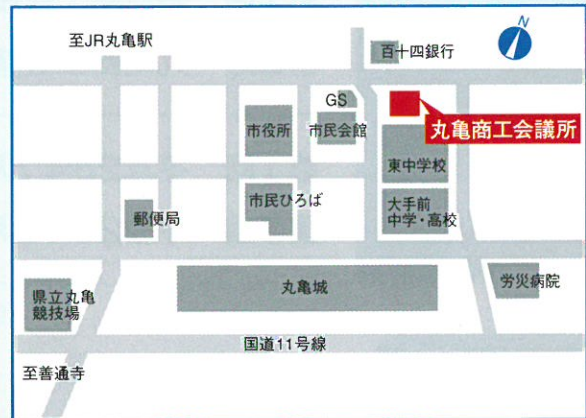 至JR丸亀駅
百十四銀行
N
GS
市役所
市民会館
丸亀商工会議所
東中学校
市民ひろば
大手前
中学・高校
郵便局
県立丸亀
競技場
丸亀城
労災病院
国道11号線
至善通寺